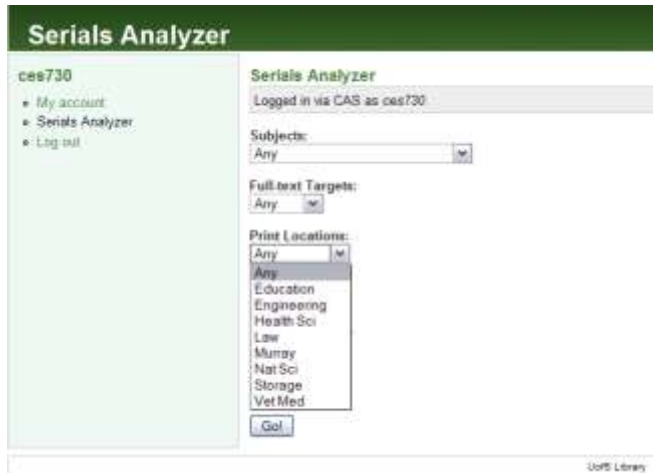 Serials Analyzer
ces730
My account
Serials Analyzer
Log out
Serials Analyzer
Logged in via CAS as ces730
Subjects:
Any
Full-text Targets:
Any
Print Locations:
Any
Any
Education
Engineering
Health Sci
Law
Murray
Nat Sci
Storage
Vet Med
Go!
UofS Library